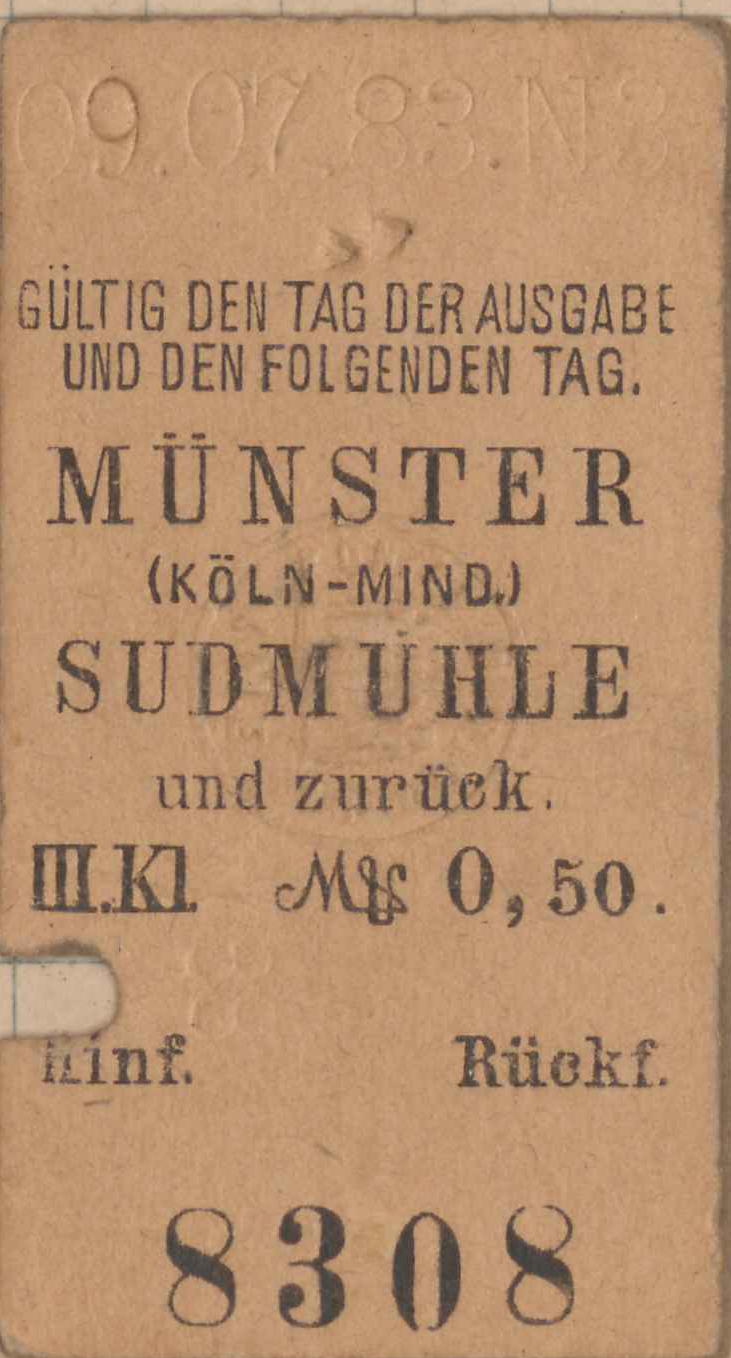 09.07.83.N3
GÜLTIG DEN TAG DER AUSGABE
UND DEN FOLGENDEN TAG.
MÜNSTER
(KÖLN-MIND.)
SUDMÜHLE
und zurück.
III.Kl. Mk 0,50.
Hinf. Rückf.
8308